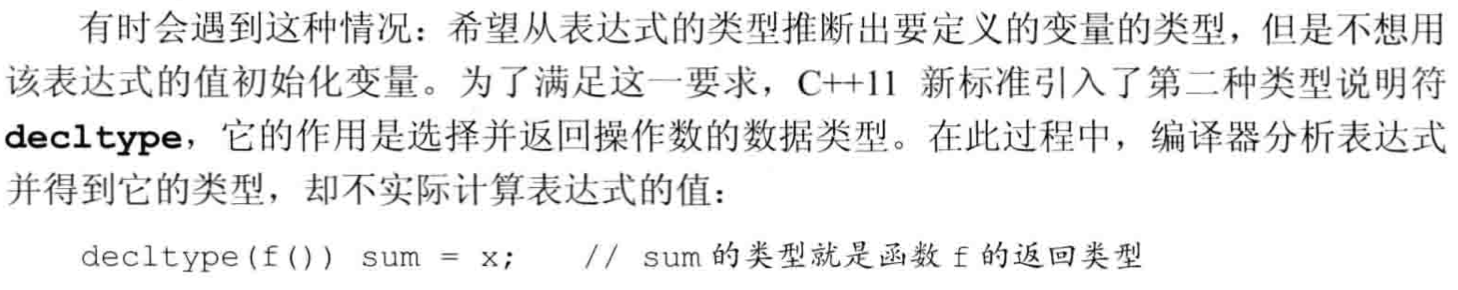 有时会遇到这种情况：希望从表达式的类型推断出要定义的变量的类型，但是不想用
该表达式的值初始化变量。为了满足这一要求，C++11 新标准引入了第二种类型说明符
decltype，它的作用是选择并返回操作数的数据类型。在此过程中，编译器分析表达式
并得到它的类型，却不实际计算表达式的值：
decltype(f()) sum = x; // sum 的类型就是函数 f 的返回类型